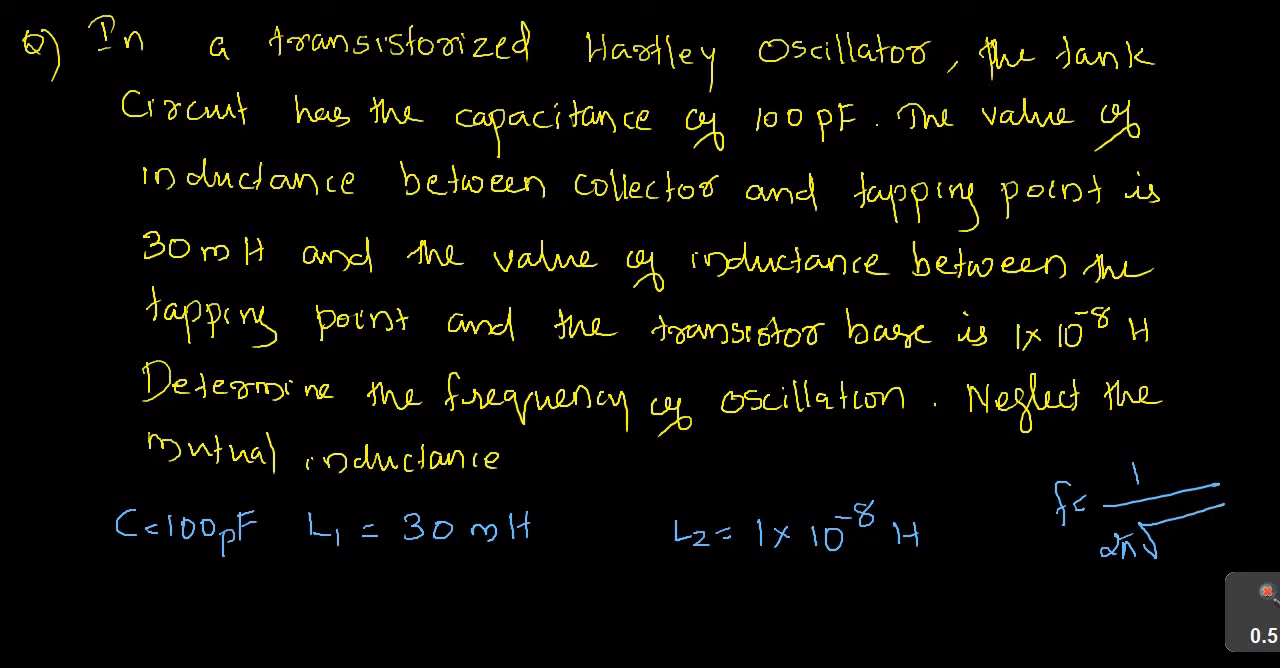 Q) In a transistorized Hartley Oscillator, the tank
Circuit has the capacitance of 100 pF. The value of
inductance between collector and tapping point is
30 mH and the value of inductance between the
tapping point and the transistor base is 1 × 10⁻⁸ H
Determine the frequency of oscillation. Neglect the
mutual inductance
C = 100 pF L₁ = 30 mH L₂ = 1 × 10⁻⁸ H f = 1/2π√
0.5